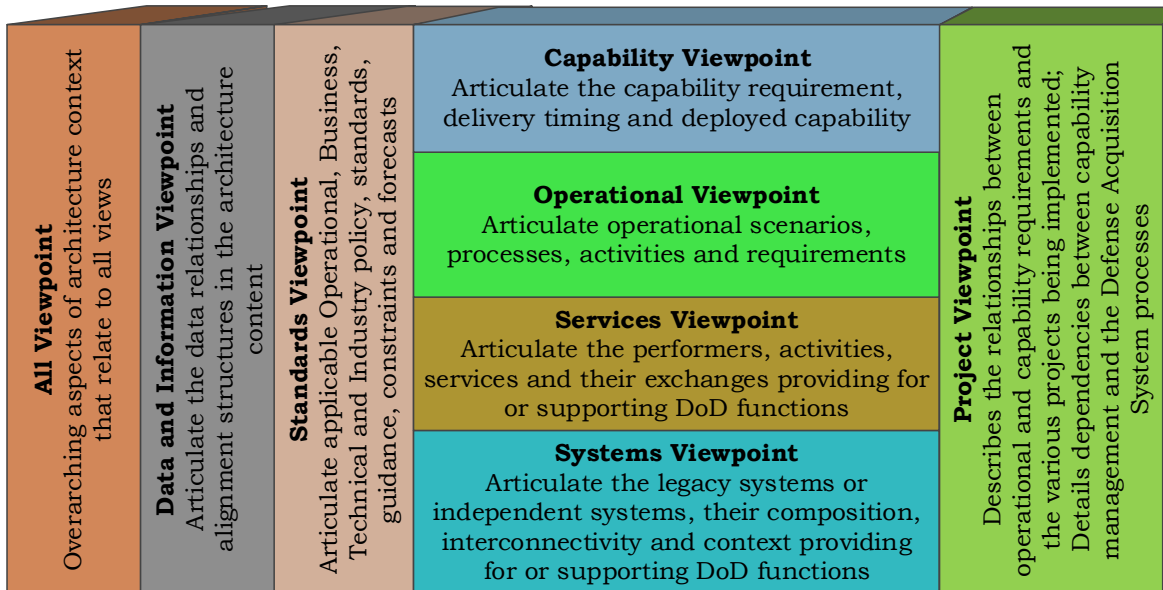 All Viewpoint
Overarching aspects of architecture context
that relate to all views
Data and Information Viewpoint
Articulate the data relationships and
alignment structures in the architecture
content
Standards Viewpoint
Articulate applicable Operational, Business,
Technical and Industry policy, standards,
guidance, constraints and forecasts
Capability Viewpoint
Articulate the capability requirement,
delivery timing and deployed capability
Operational Viewpoint
Articulate operational scenarios,
processes, activities and requirements
Services Viewpoint
Articulate the performers, activities,
services and their exchanges providing for
or supporting DoD functions
Systems Viewpoint
Articulate the legacy systems or
independent systems, their composition,
interconnectivity and context providing
for or supporting DoD functions
Project Viewpoint
Describes the relationships between
operational and capability requirements and
the various projects being implemented;
Details dependencies between capability
management and the Defense Acquisition
System processes